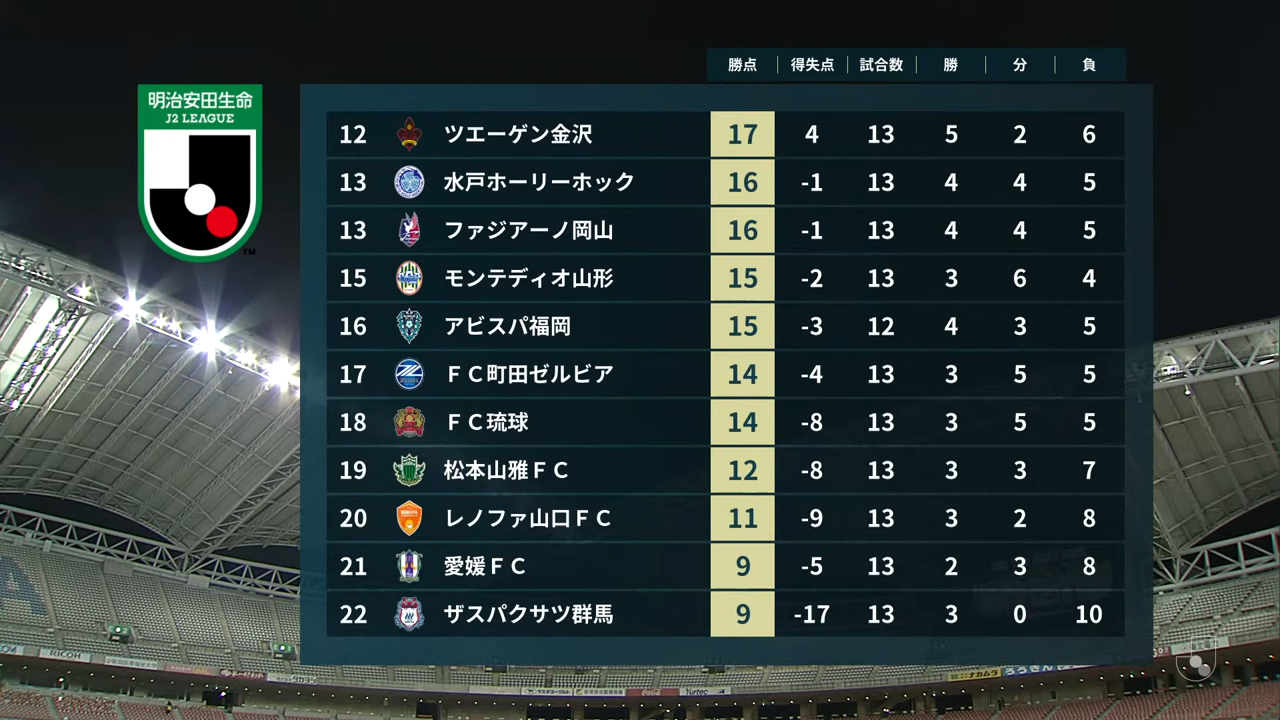 勝点 得失点 試合数 勝 分 負
明治安田生命
J2 LEAGUE
TM
12 ツエーゲン金沢 17 4 13 5 2 6
13 水戸ホーリーホック 16 -1 13 4 4 5
13 ファジアーノ岡山 16 -1 13 4 4 5
15 モンテディオ山形 15 -2 13 3 6 4
16 アビスパ福岡 15 -3 12 4 3 5
17 ＦＣ町田ゼルビア 14 -4 13 3 5 5
18 ＦＣ琉球 14 -8 13 3 5 5
19 松本山雅ＦＣ 12 -8 13 3 3 7
20 レノファ山口ＦＣ 11 -9 13 3 2 8
21 愛媛ＦＣ 9 -5 13 2 3 8
22 ザスパクサツ群馬 9 -17 13 3 0 10
A
RICOH
Coca-Cola
Yurtec
ナカムラ